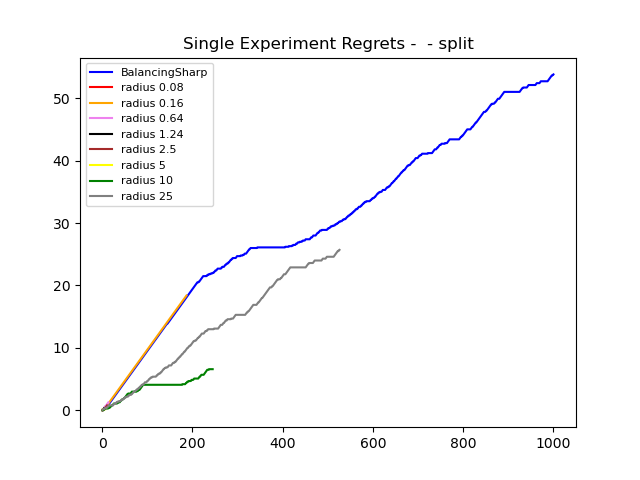 Single Experiment Regrets -  - split
BalancingSharp
radius 0.08
radius 0.16
radius 0.64
radius 1.24
radius 2.5
radius 5
radius 10
radius 25
50
40
30
20
10
0
0 200 400 600 800 1000